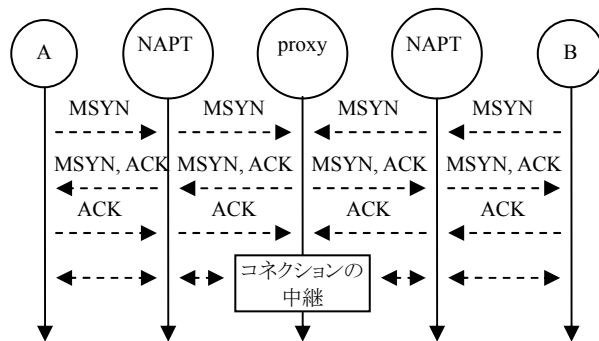 A NAPT proxy NAPT B
MSYN MSYN MSYN MSYN
MSYN, ACK MSYN, ACK MSYN, ACK MSYN, ACK
ACK ACK ACK ACK
コネクションの
中継